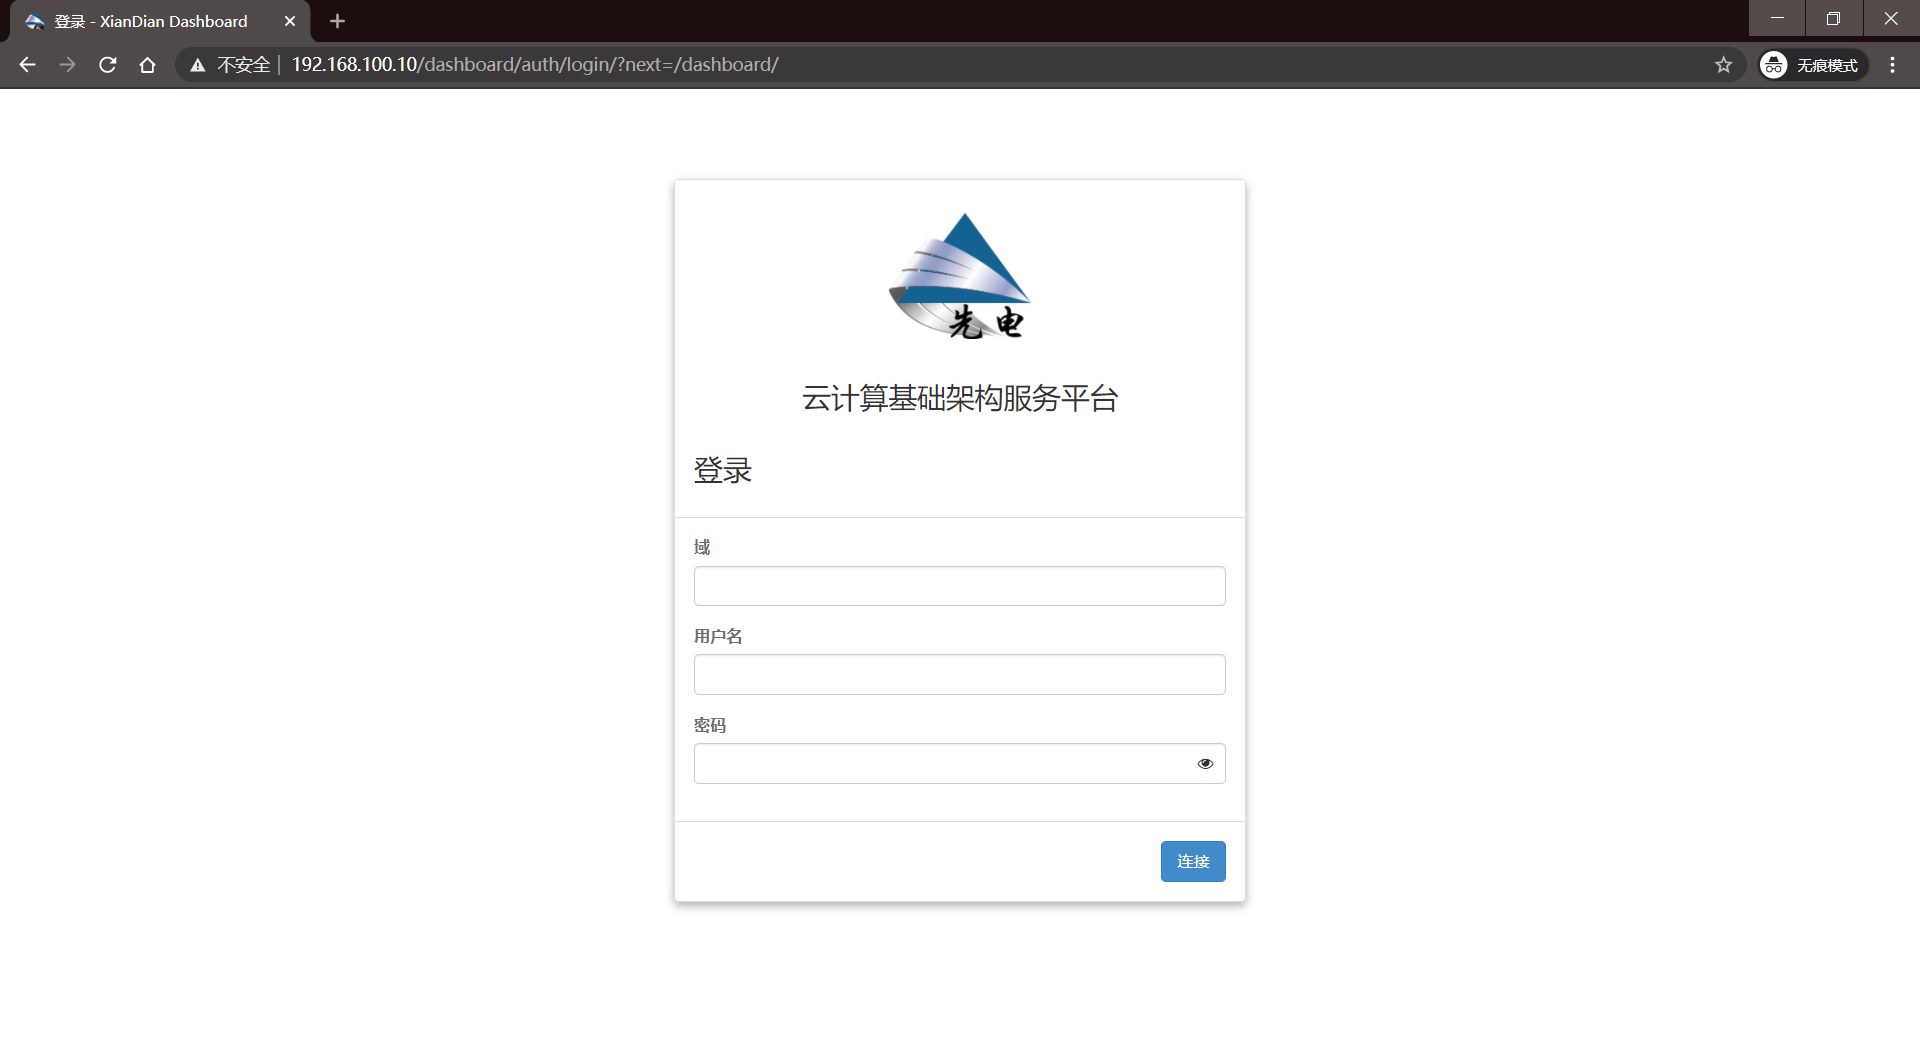 登录 - XianDian Dashboard
不安全 | 192.168.100.10/dashboard/auth/login/?next=/dashboard/
无痕模式
先电
云计算基础架构服务平台
登录
域
用户名
密码
连接